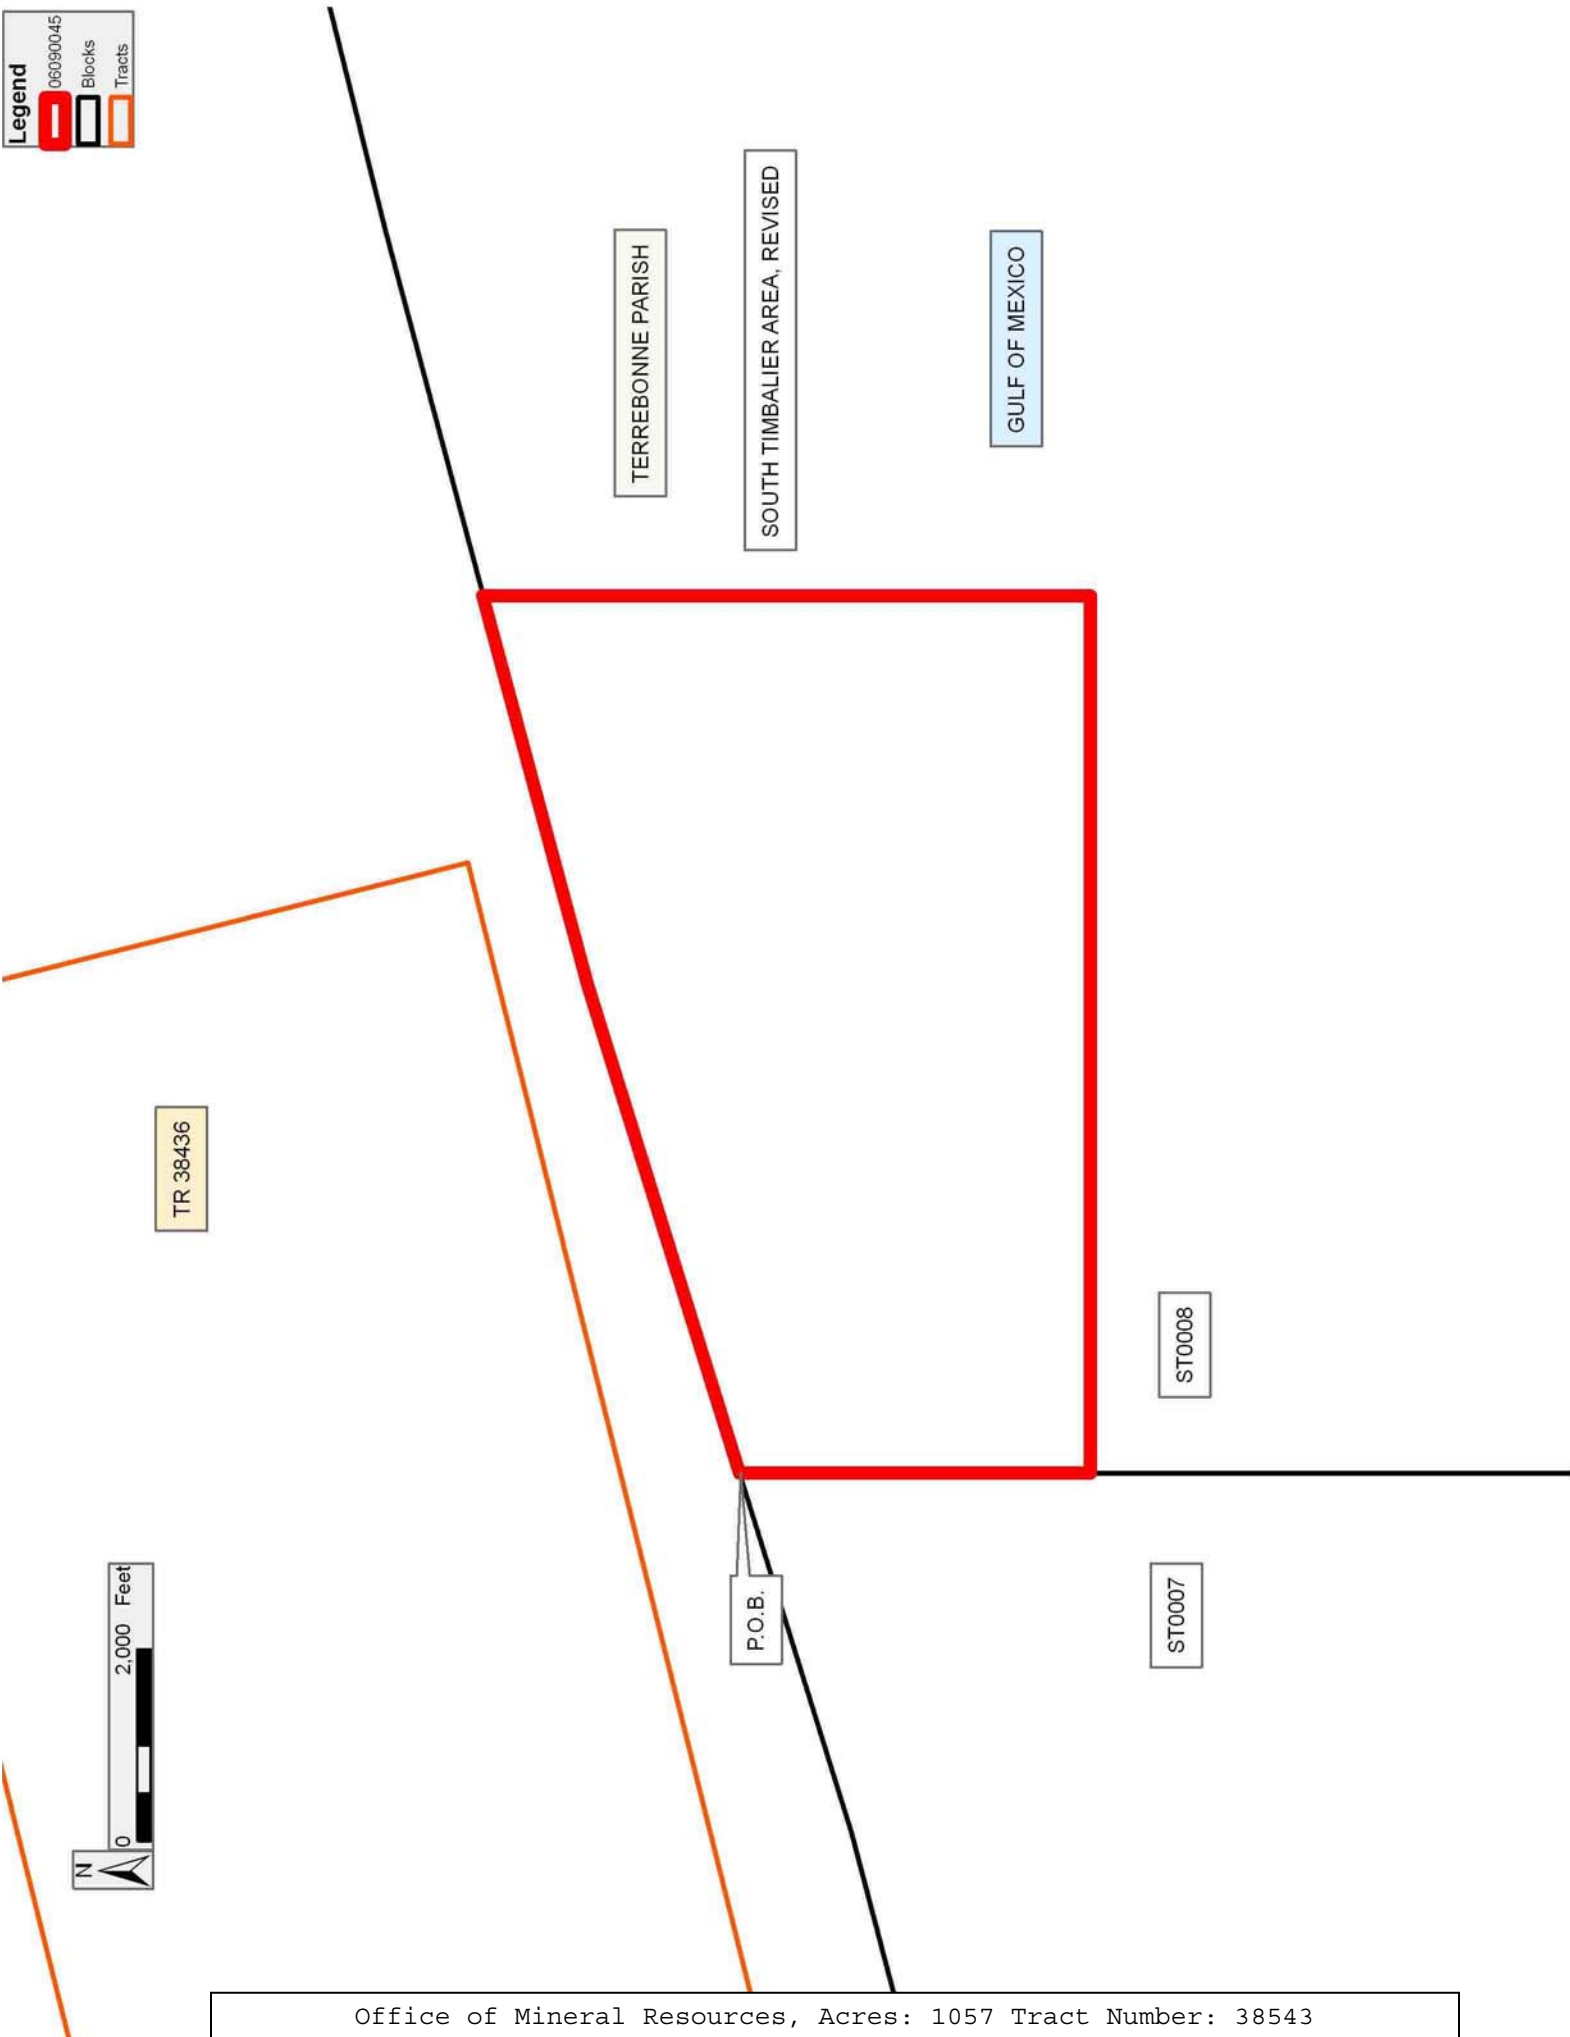 Legend
06090045
Blocks
Tracts
TERREBONNE PARISH
SOUTH TIMBALIER AREA, REVISED
GULF OF MEXICO
TR 38436
ST0008
P.O.B.
ST0007
N
0 2,000 Feet
Office of Mineral Resources, Acres: 1057 Tract Number: 38543